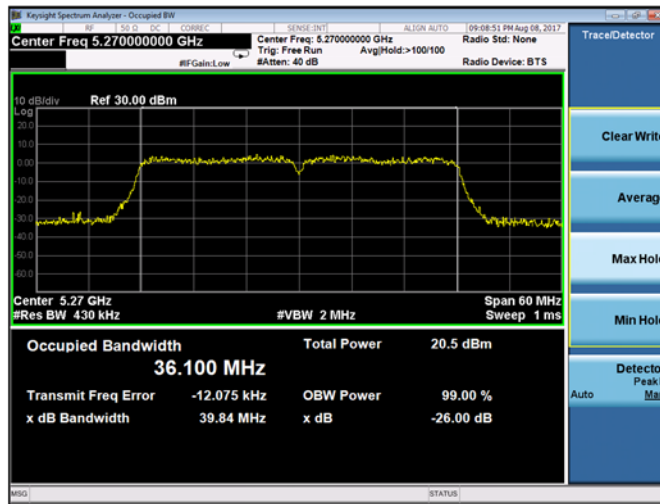 Keysight Spectrum Analyzer - Occupied BW
RF 50 Ω DC CORREC SENSE:INT ALIGN AUTO 09:08:51 PM Aug 08, 2017
Center Freq 5.270000000 GHz
Center Freq: 5.270000000 GHz
Radio Std: None
Trig: Free Run Avg|Hold:>100/100
#IFGain:Low
#Atten: 40 dB
Radio Device: BTS
Trace/Detector
10 dB/div Ref 30.00 dBm
Log
20.0
10.0
0.00
-10.0
-20.0
-30.0
-40.0
-50.0
-60.0
Center 5.27 GHz Span 60 MHz
#Res BW 430 kHz #VBW 2 MHz Sweep 1 ms
Occupied Bandwidth Total Power 20.5 dBm
36.100 MHz
Transmit Freq Error -12.075 kHz OBW Power 99.00 %
x dB Bandwidth 39.84 MHz x dB -26.00 dB
Clear Write
Average
Max Hold
Min Hold
Detector
Peak
Auto Man
MSG STATUS